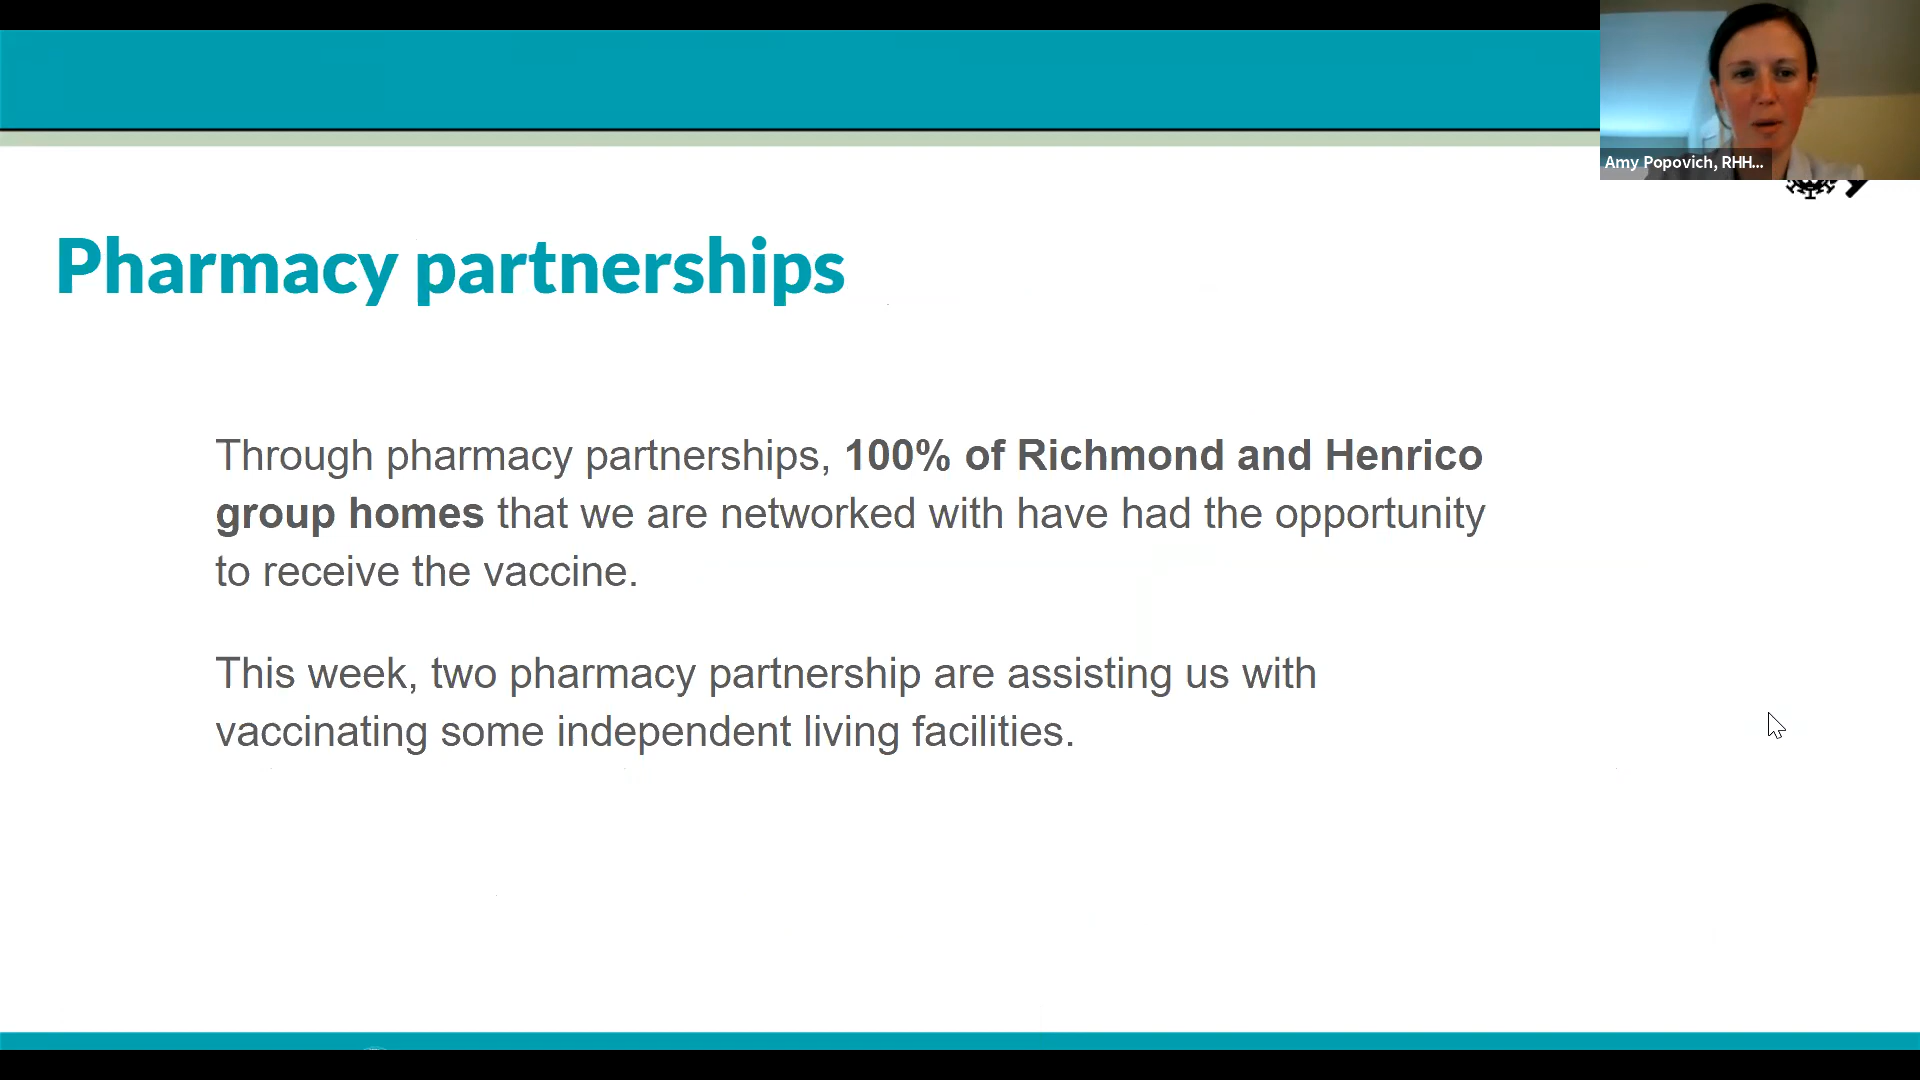 Amy Popovich, RHH...
Pharmacy partnerships
Through pharmacy partnerships, 100% of Richmond and Henrico
group homes that we are networked with have had the opportunity
to receive the vaccine.
This week, two pharmacy partnership are assisting us with
vaccinating some independent living facilities.